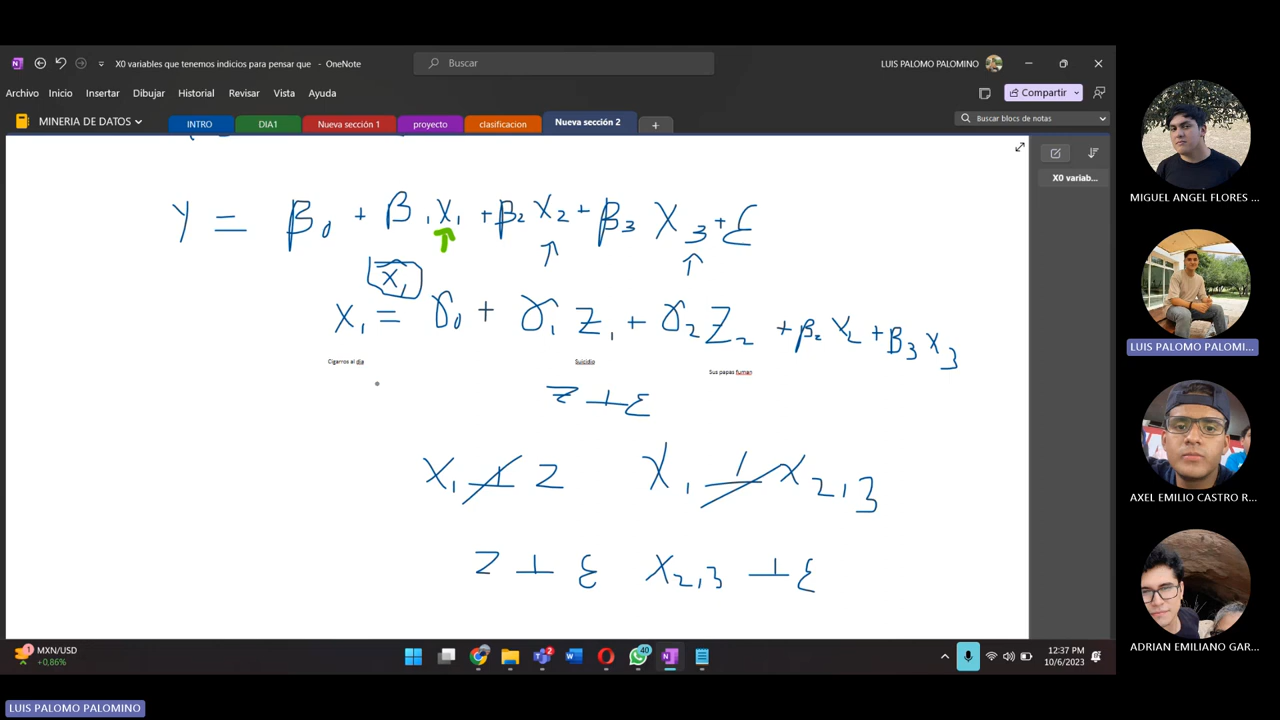 X0 variables que tenemos indicios para pensar que - OneNote
Buscar
LUIS PALOMO PALOMINO
Archivo Inicio Insertar Dibujar Historial Revisar Vista Ayuda
Compartir
MINERIA DE DATOS
INTRO DIA1 Nueva sección 1 proyecto clasificacion Nueva sección 2 +
Buscar blocs de notas
X0 variab...
Y = β0 + β1X1 + β2X2 + β3X3 + ε
X̂1
X1 = γ0 + γ1Z1 + γ2Z2 + β2X2 + β3X3
Cigarros al dia Suicidio Sus papas fuman
Z ⊥ ε
X1 ⊥̸ Z X1 ⊥̸ X2,3
Z ⊥ ε X2,3 ⊥ ε
MIGUEL ANGEL FLORES ...
LUIS PALOMO PALOMI...
AXEL EMILIO CASTRO R...
ADRIAN EMILIANO GAR...
1 MXN/USD
+0,86%
2
50
12:37 PM
10/6/2023
LUIS PALOMO PALOMINO